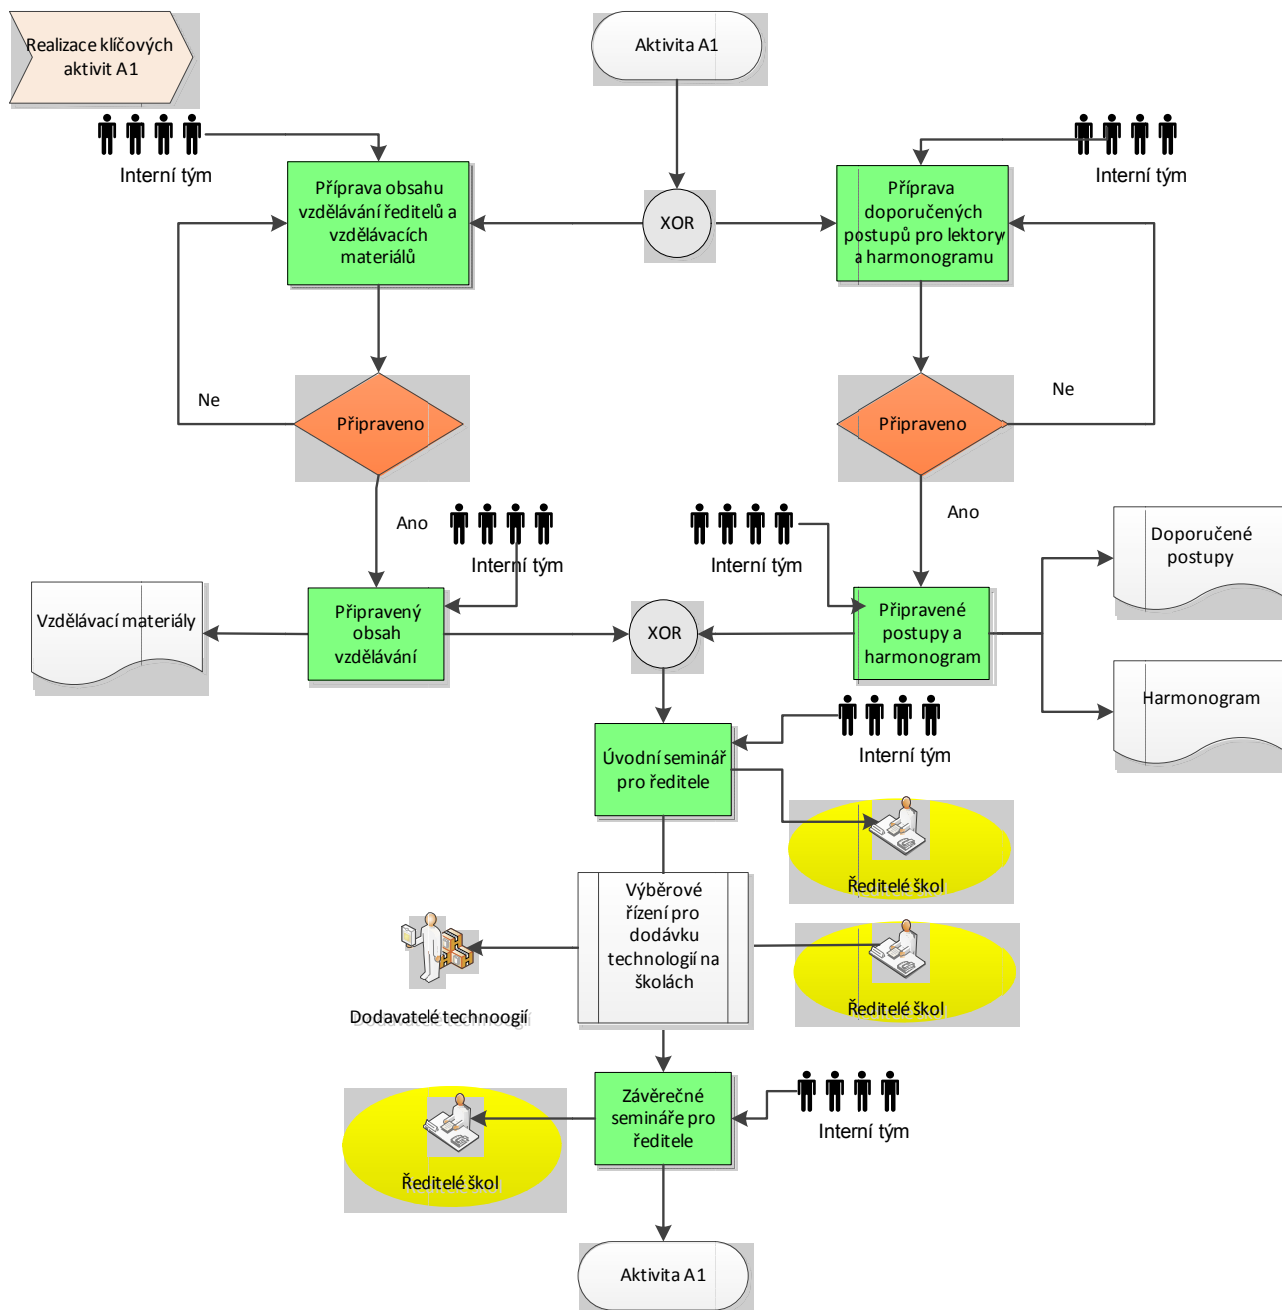 Realizace klíčových
aktivit A1
Aktivita A1
Interní tým
Interní tým
Příprava obsahu
vzdělávání ředitelů a
vzdělávacích
materiálů
XOR
Příprava
doporučených
postupů pro lektory
a harmonogramu
Ne
Připraveno
Připraveno
Ne
Ano
Interní tým
Interní tým
Ano
Doporučené
postupy
Vzdělávací materiály
Připravený
obsah
vzdělávání
XOR
Připravené
postupy a
harmonogram
Harmonogram
Interní tým
Úvodní seminář
pro ředitele
Ředitelé škol
Výběrové
řízení pro
dodávku
technologií na
školách
Dodavatelé technoogií
Ředitelé škol
Závěrečné
semináře pro
ředitele
Interní tým
Ředitelé škol
Aktivita A1